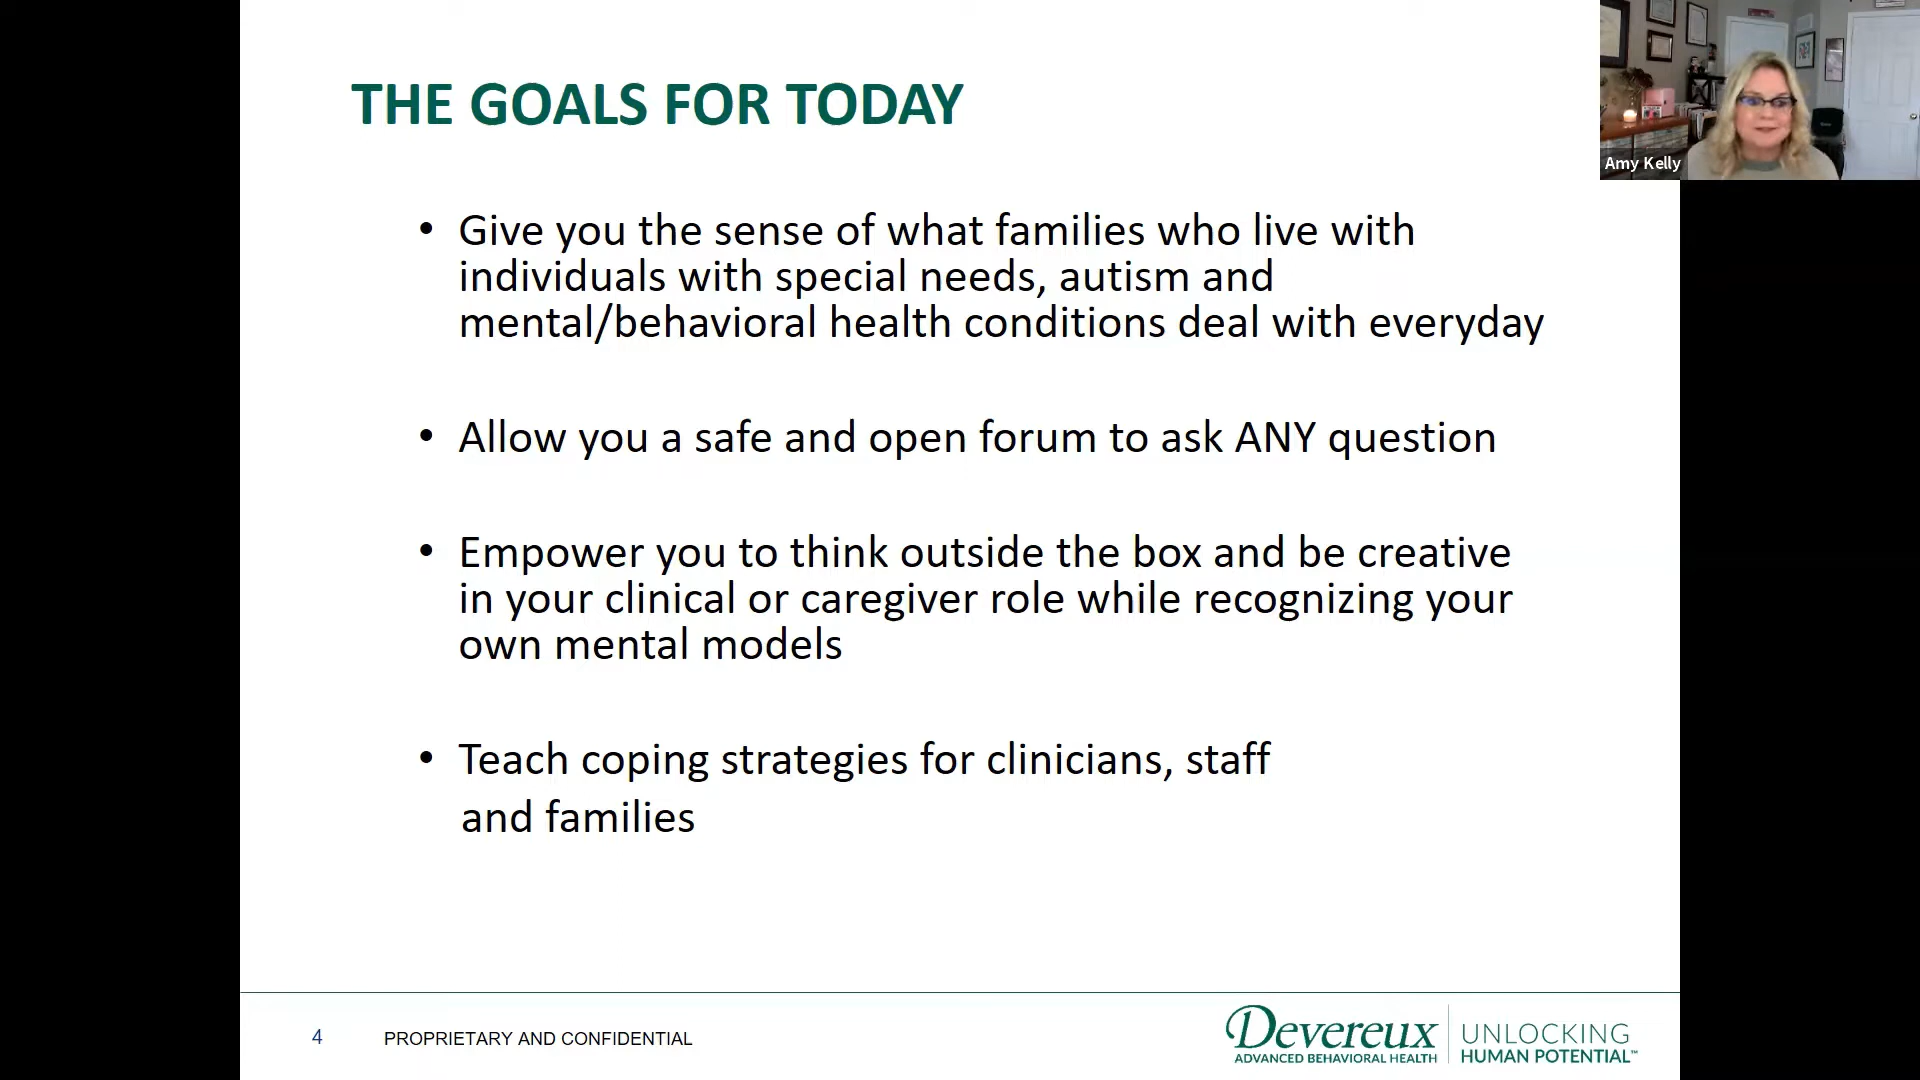 THE GOALS FOR TODAY
Amy Kelly
• Give you the sense of what families who live with
individuals with special needs, autism and
mental/behavioral health conditions deal with everyday
• Allow you a safe and open forum to ask ANY question
• Empower you to think outside the box and be creative
in your clinical or caregiver role while recognizing your
own mental models
• Teach coping strategies for clinicians, staff
and families
4
PROPRIETARY AND CONFIDENTIAL
Devereux
ADVANCED BEHAVIORAL HEALTH
UNLOCKING
HUMAN POTENTIAL™